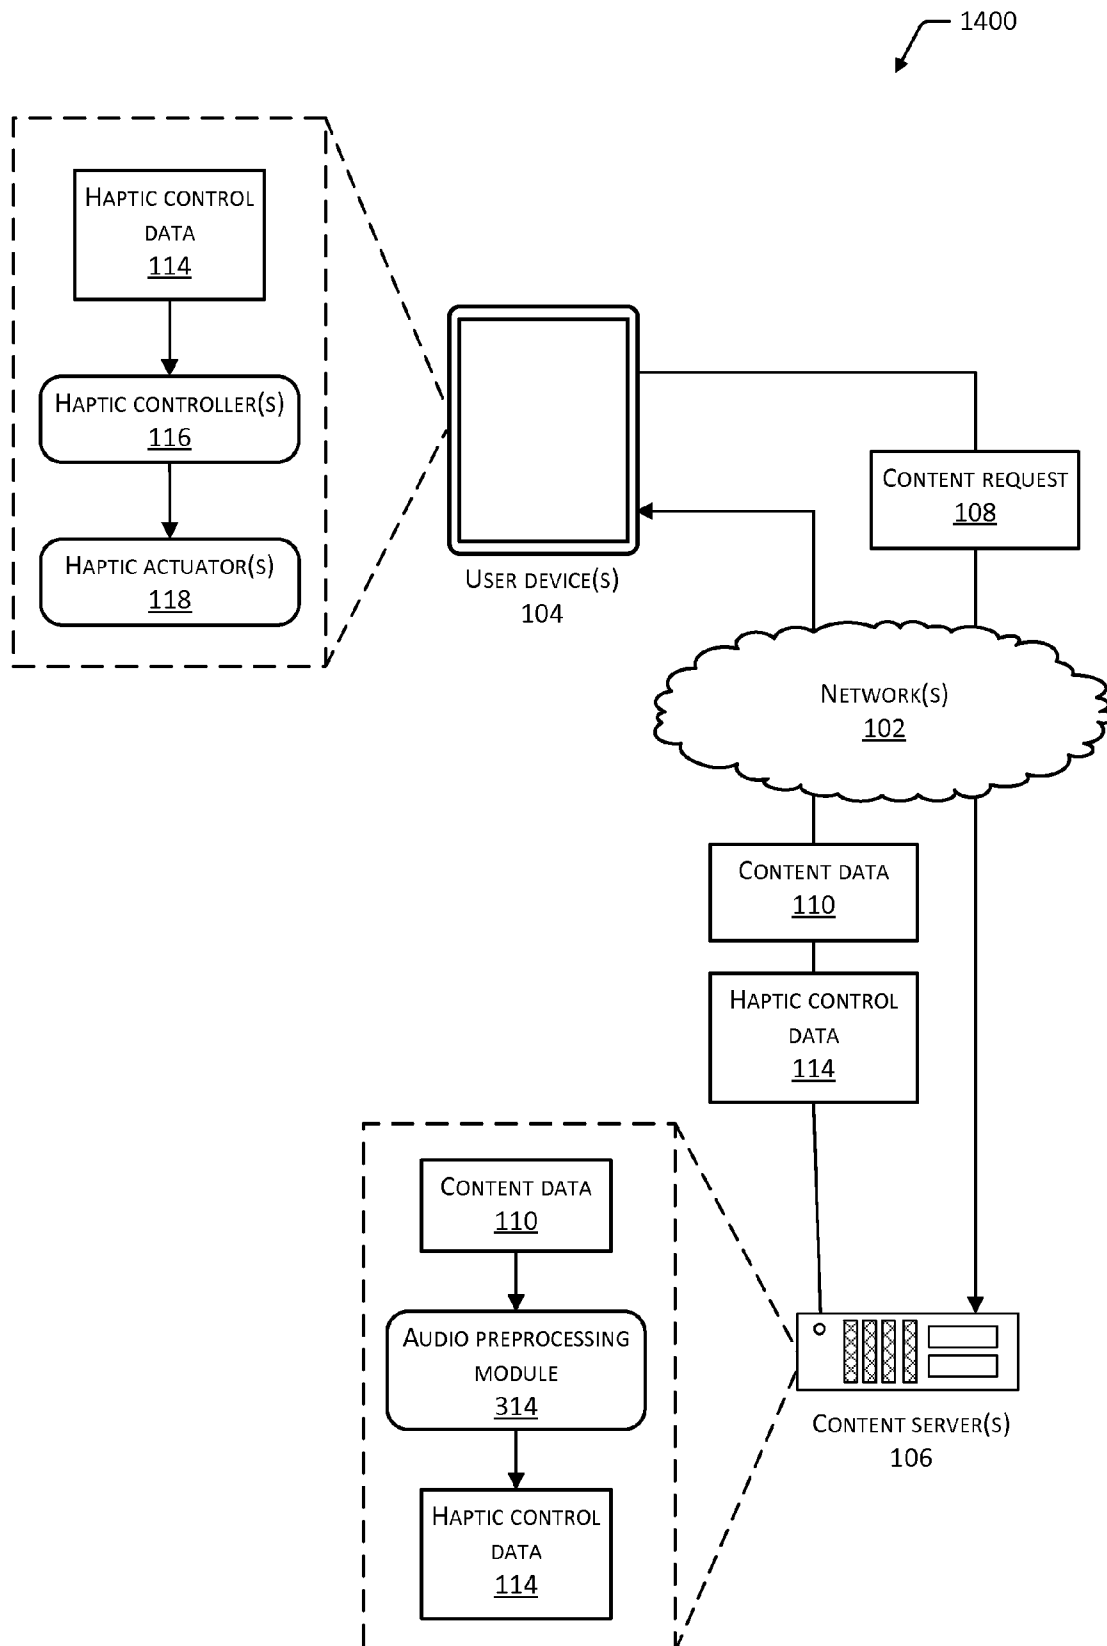 1400
HAPTIC CONTROL
DATA
114
HAPTIC CONTROLLER(S)
116
HAPTIC ACTUATOR(S)
118
USER DEVICE(S)
104
CONTENT REQUEST
108
NETWORK(S)
102
CONTENT DATA
110
HAPTIC CONTROL
DATA
114
CONTENT DATA
110
AUDIO PREPROCESSING
MODULE
314
HAPTIC CONTROL
DATA
114
CONTENT SERVER(S)
106